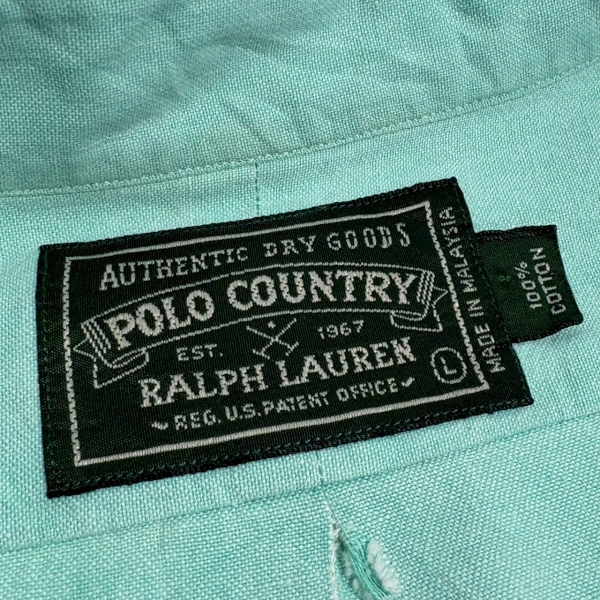 AUTHENTIC DRY GOODS
POLO COUNTRY
EST. 1967
RALPH LAUREN
REG. U.S. PATENT OFFICE
L
MADE IN MALAYSIA
100%
COTTON